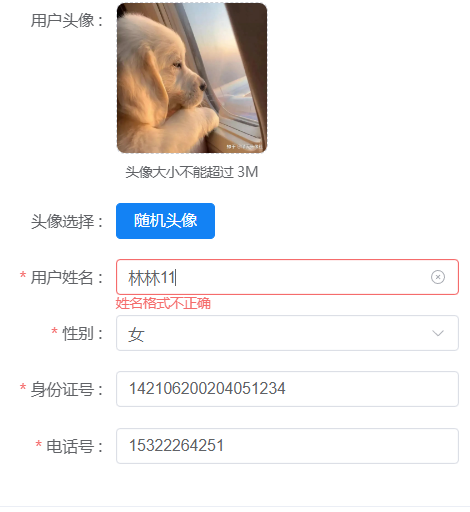 用户头像：
头像大小不能超过 3M
头像选择： 随机头像
* 用户姓名： 林林11
姓名格式不正确
* 性别： 女
* 身份证号： 142106200204051234
* 电话号： 15322264251